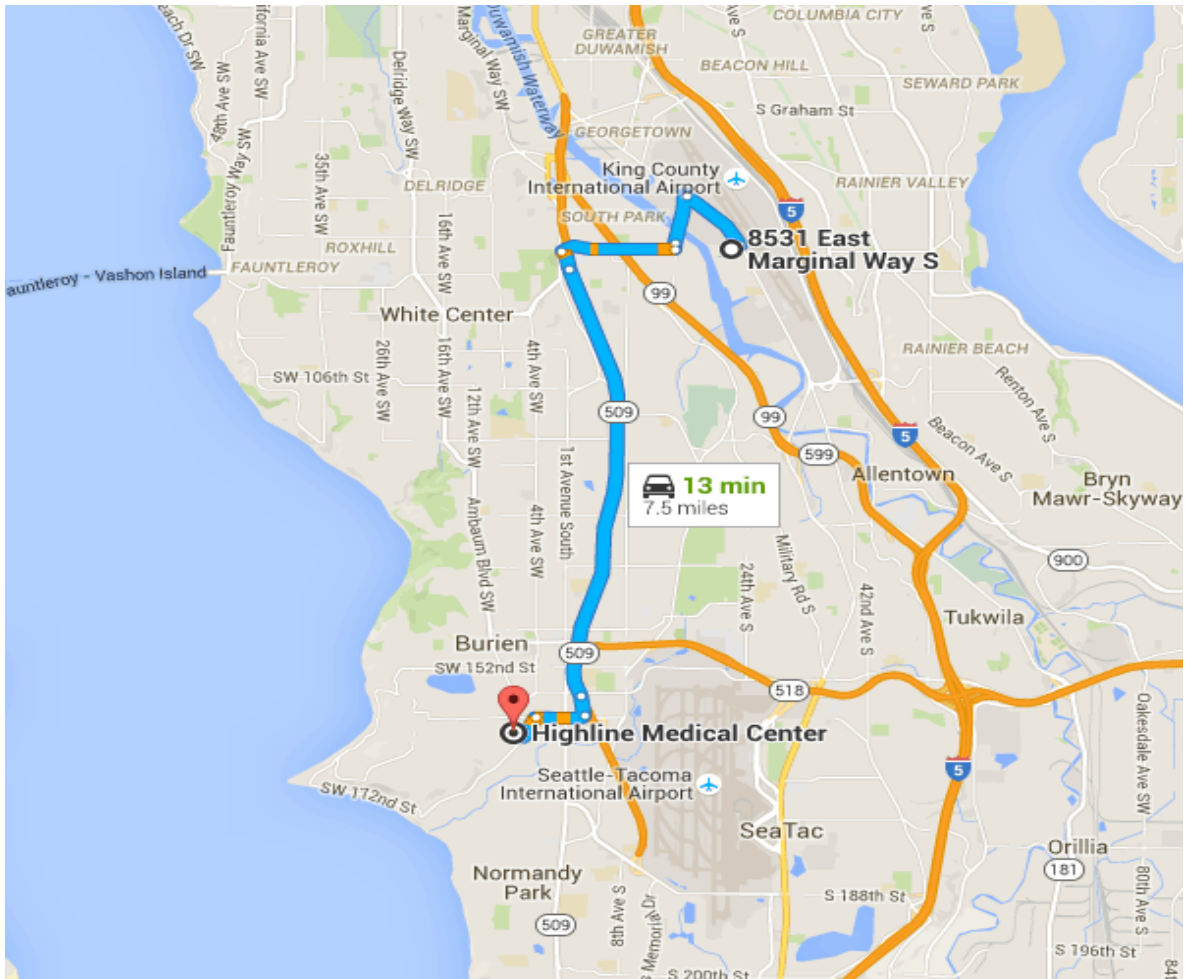 COLUMBIA CITY
GREATER
DUWAMISH
BEACON HILL
SEWARD PARK
each Dr SW
ifornia Ave SW
48th Ave SW
Delridge Way SW
Marginal Way SW
Duwamish Waterway
S Graham St
GEORGETOWN
Fauntleroy Way SW
35th Ave SW
DELRIDGE
King County
International Airport
RAINIER VALLEY
5
SOUTH PARK
16th Ave SW
ROXHILL
8531 East
Marginal Way S
FAUNTLEROY
auntleroy - Vashon Island
99
White Center
RAINIER BEACH
26th Ave SW
16th Ave SW
4th Ave SW
SW 106th St
Renton Ave S
12th Ave SW
509
99
5
Beacon Ave S
1st Avenue South
599
Allentown
Bryn
Mawr-Skyway
13 min
7.5 miles
Ambaum Blvd SW
4th Ave SW
Military Rd S
24th Ave S
42nd Ave S
900
Tukwila
Burien
509
SW 152nd St
518
Highline Medical Center
Oakesdale Ave SW
5
Seattle-Tacoma
International Airport
SW 172nd St
SeaTac
Orillia
181
Normandy
Park
80th Ave S
8th Ave S
S 188th St
509
s Memorial Dr
S 196th St
S 200th St
84t